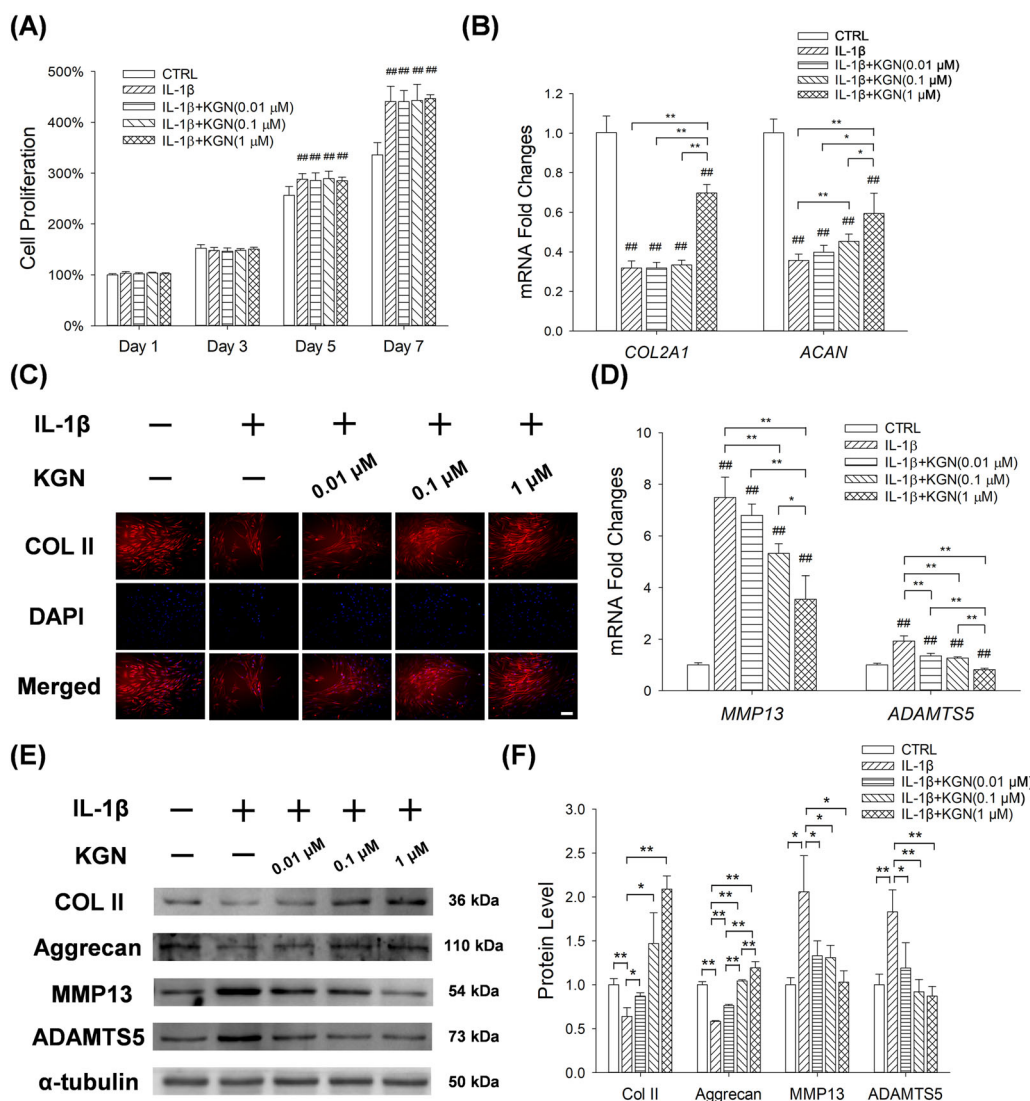 (A)
500%
400%
300%
200%
100%
0%
Cell Proliferation
CTRL
IL-1β
IL-1β+KGN(0.01 μM)
IL-1β+KGN(0.1 μM)
IL-1β+KGN(1 μM)
## ## ## ##
## ## ## ##
Day 1 Day 3 Day 5 Day 7
(B)
CTRL
IL-1β
IL-1β+KGN(0.01 μM)
IL-1β+KGN(0.1 μM)
IL-1β+KGN(1 μM)
1.2
1.0
0.8
0.6
0.4
0.2
0.0
mRNA Fold Changes
** **
** *
** *
## ##
**
## ## ## ## ## ##
COL2A1 ACAN
(C)
IL-1β – + + + +
KGN – – 0.01 μM 0.1 μM 1 μM
COL II
DAPI
Merged
(D)
CTRL
IL-1β
IL-1β+KGN(0.01 μM)
IL-1β+KGN(0.1 μM)
IL-1β+KGN(1 μM)
10
8
6
4
2
0
mRNA Fold Changes
**
**
**
*
## ## ## ##
**
**
** **
**
## ## ## ##
MMP13 ADAMTS5
(E)
IL-1β – + + + +
KGN – – 0.01 μM 0.1 μM 1 μM
COL II 36 kDa
Aggrecan 110 kDa
MMP13 54 kDa
ADAMTS5 73 kDa
α-tubulin 50 kDa
(F)
CTRL
IL-1β
IL-1β+KGN(0.01 μM)
IL-1β+KGN(0.1 μM)
IL-1β+KGN(1 μM)
3.0
2.5
2.0
1.5
1.0
0.5
0.0
Protein Level
** * ** *
** * **
** ** ** **
** *
* *
*
**
**
** *
Col II Aggrecan MMP13 ADAMTS5